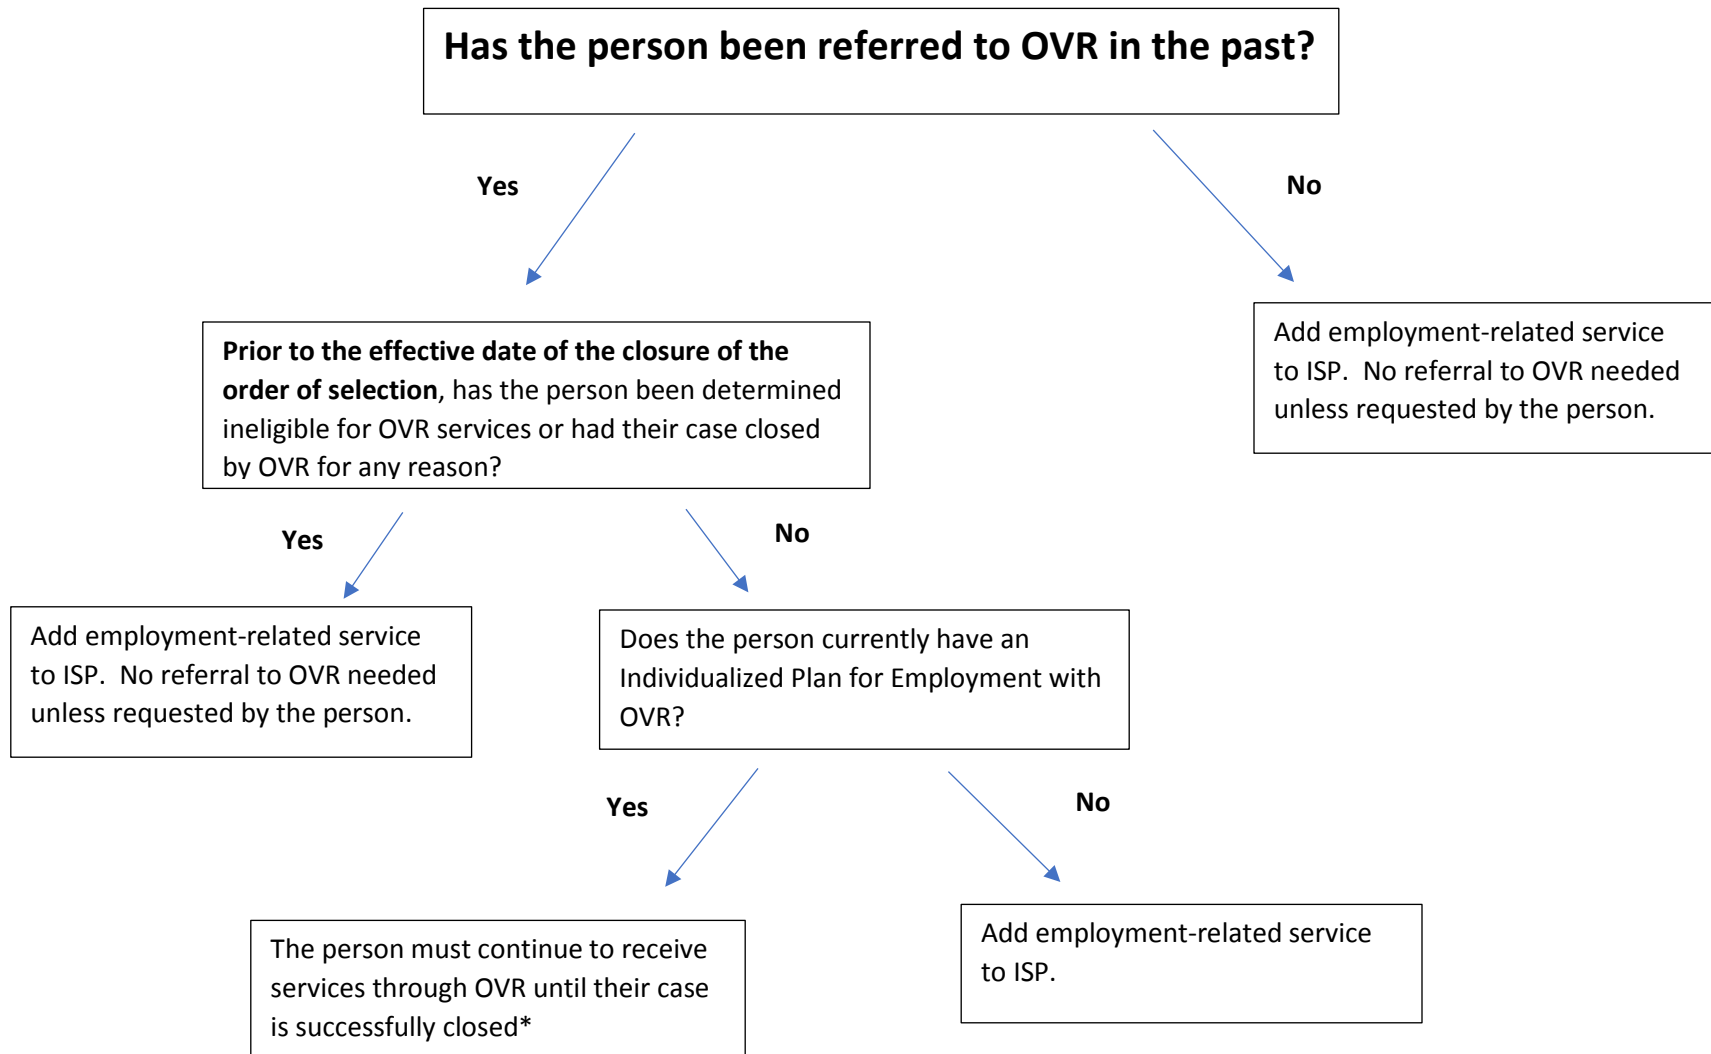 Has the person been referred to OVR in the past?
Yes
No
Prior to the effective date of the closure of the
order of selection, has the person been determined
ineligible for OVR services or had their case closed
by OVR for any reason?
Add employment-related service
to ISP.  No referral to OVR needed
unless requested by the person.
Yes
No
Add employment-related service
to ISP.  No referral to OVR needed
unless requested by the person.
Does the person currently have an
Individualized Plan for Employment with
OVR?
Yes
No
The person must continue to receive
services through OVR until their case
is successfully closed*
Add employment-related service
to ISP.